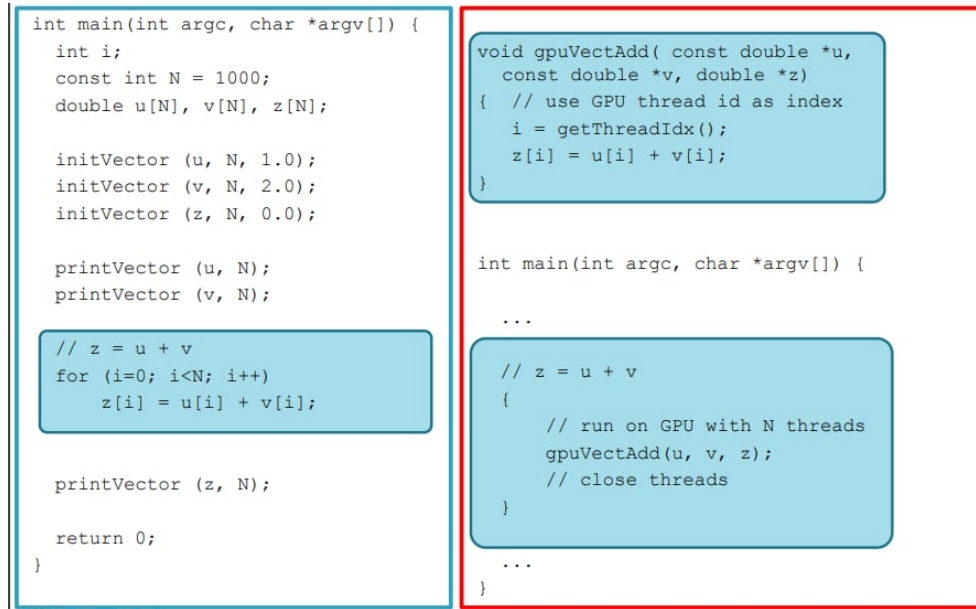 int main(int argc, char *argv[]) {
int i;
const int N = 1000;
double u[N], v[N], z[N];
initVector (u, N, 1.0);
initVector (v, N, 2.0);
initVector (z, N, 0.0);
printVector (u, N);
printVector (v, N);
// z = u + v
for (i=0; i<N; i++)
z[i] = u[i] + v[i];
printVector (z, N);
return 0;
}
void gpuVectAdd( const double *u,
const double *v, double *z)
{ // use GPU thread id as index
i = getThreadIdx();
z[i] = u[i] + v[i];
}
int main(int argc, char *argv[]) {
...
// z = u + v
{
// run on GPU with N threads
gpuVectAdd(u, v, z);
// close threads
}
...
}